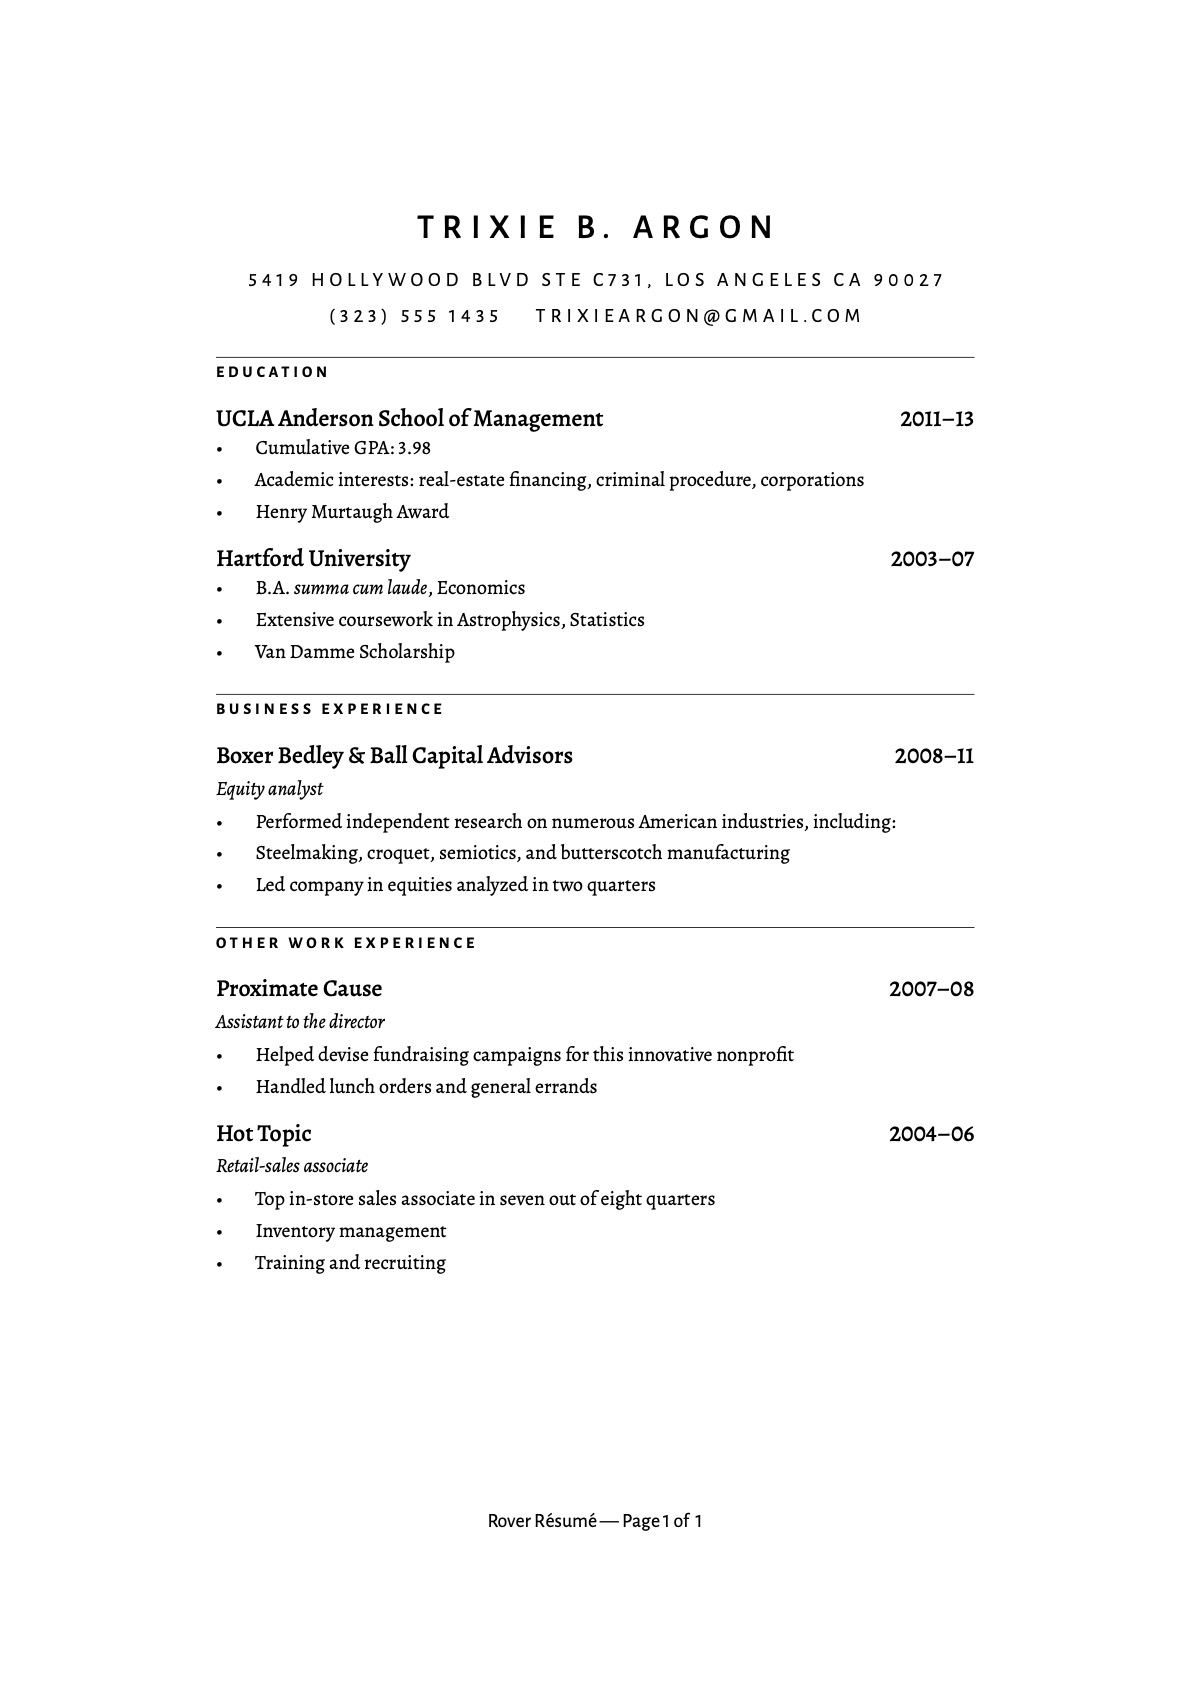 TRIXIE B. ARGON
5419 HOLLYWOOD BLVD STE C731, LOS ANGELES CA 90027
(323) 555 1435 TRIXIEARGON@GMAIL.COM
EDUCATION
UCLA Anderson School of Management 2011–13
• Cumulative GPA: 3.98
• Academic interests: real-estate financing, criminal procedure, corporations
• Henry Murtaugh Award
Hartford University 2003–07
• B.A. summa cum laude, Economics
• Extensive coursework in Astrophysics, Statistics
• Van Damme Scholarship
BUSINESS EXPERIENCE
Boxer Bedley & Ball Capital Advisors 2008–11
Equity analyst
• Performed independent research on numerous American industries, including:
• Steelmaking, croquet, semiotics, and butterscotch manufacturing
• Led company in equities analyzed in two quarters
OTHER WORK EXPERIENCE
Proximate Cause 2007–08
Assistant to the director
• Helped devise fundraising campaigns for this innovative nonprofit
• Handled lunch orders and general errands
Hot Topic 2004–06
Retail-sales associate
• Top in-store sales associate in seven out of eight quarters
• Inventory management
• Training and recruiting
Rover Résumé — Page 1 of 1